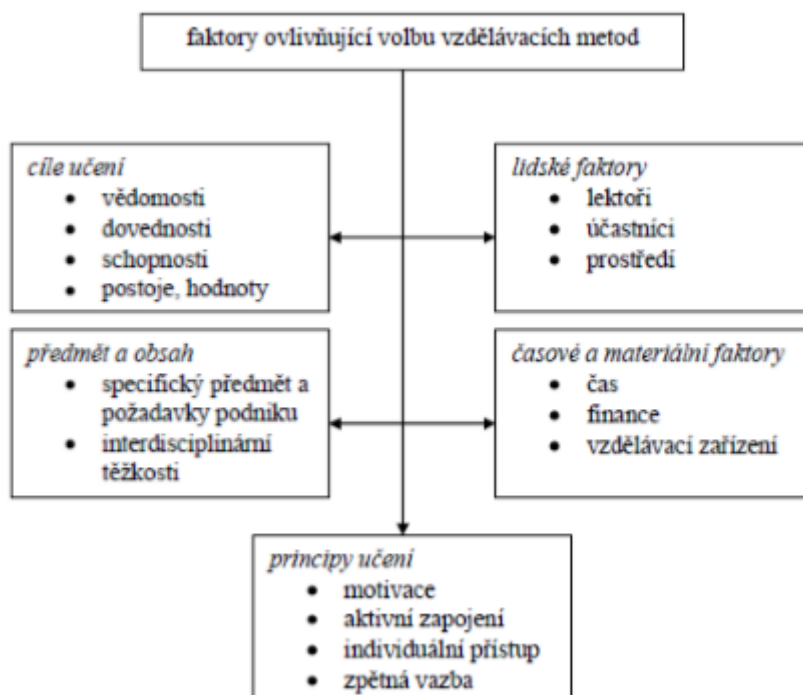 faktory ovlivňující volbu vzdělávacích metod
cíle učení
• vědomosti
• dovednosti
• schopnosti
• postoje, hodnoty
lidské faktory
• lektoři
• účastníci
• prostředí
předmět a obsah
• specifický předmět a
požadavky podniku
• interdisciplinární
těžkosti
časové a materiální faktory
• čas
• finance
• vzdělávací zařízení
principy učení
• motivace
• aktivní zapojení
• individuální přístup
• zpětná vazba